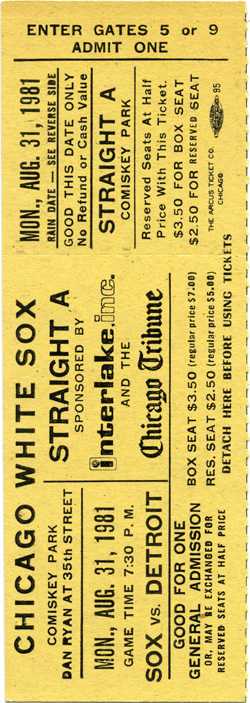 ENTER GATES 5 or 9
ADMIT ONE
MON., AUG. 31, 1981
RAIN DATE — SEE REVERSE SIDE
GOOD THIS DATE ONLY
No Refund or Cash Value
STRAIGHT A
COMISKEY PARK
Reserved Seats At Half
Price With This Ticket.
$3.50 FOR BOX SEAT
$2.50 FOR RESERVED SEAT
THE ARCUS TICKET CO.
CHICAGO
95
CHICAGO WHITE SOX
COMISKEY PARK
DAN RYAN AT 35th STREET
MON., AUG. 31, 1981
GAME TIME 7:30 P. M.
SOX vs. DETROIT
STRAIGHT A
SPONSORED BY
interlake, inc.
AND THE
Chicago Tribune
GOOD FOR ONE
GENERAL ADMISSION
OR, MAY BE EXCHANGED FOR
RESERVED SEATS AT HALF PRICE
BOX SEAT $3.50 (regular price $7.00)
RES. SEAT $2.50 (regular price $5.00)
DETACH HERE BEFORE USING TICKETS